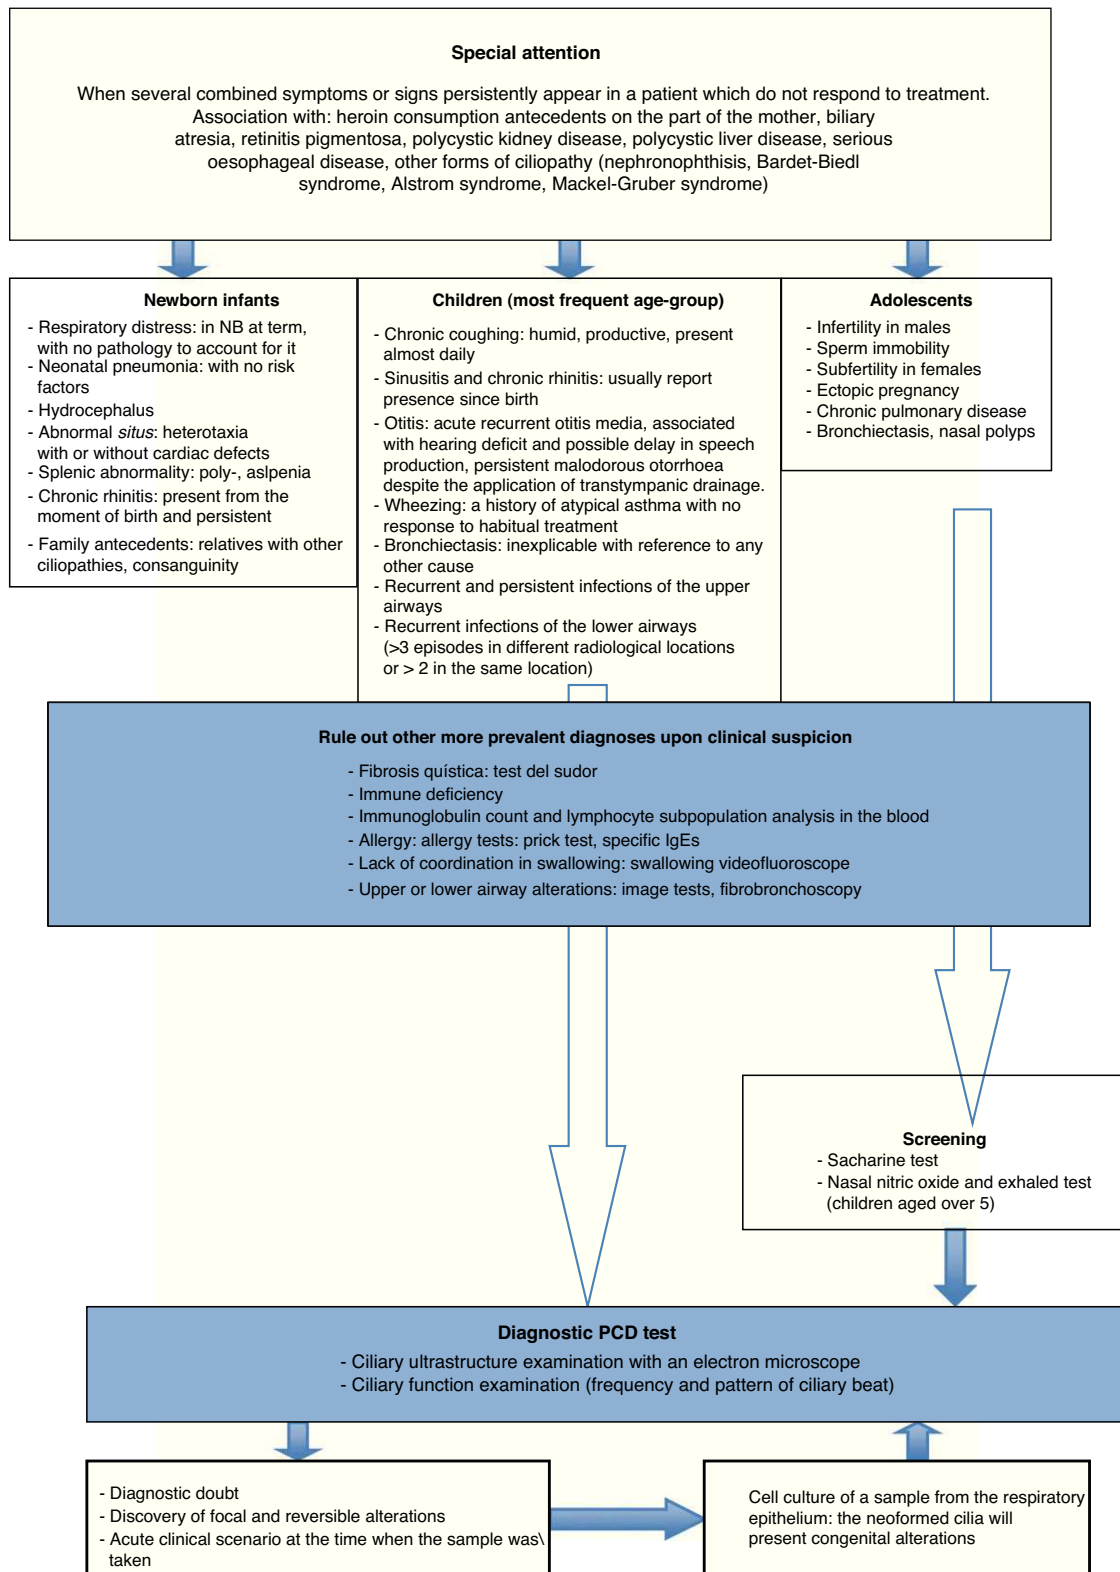 Special attention
When several combined symptoms or signs persistently appear in a patient which do not respond to treatment.
Association with: heroin consumption antecedents on the part of the mother, biliary
atresia, retinitis pigmentosa, polycystic kidney disease, polycystic liver disease, serious
oesophageal disease, other forms of ciliopathy (nephronophthisis, Bardet-Biedl
syndrome, Alstrom syndrome, Mackel-Gruber syndrome)
Newborn infants
- Respiratory distress: in NB at term,
with no pathology to account for it
- Neonatal pneumonia: with no risk
factors
- Hydrocephalus
- Abnormal situs: heterotaxia
with or without cardiac defects
- Splenic abnormality: poly-, aslpenia
- Chronic rhinitis: present from the
moment of birth and persistent
- Family antecedents: relatives with other
ciliopathies, consanguinity
Children (most frequent age-group)
- Chronic coughing: humid, productive, present
almost daily
- Sinusitis and chronic rhinitis: usually report
presence since birth
- Otitis: acute recurrent otitis media, associated
with hearing deficit and possible delay in speech
production, persistent malodorous otorrhoea
despite the application of transtympanic drainage.
- Wheezing: a history of atypical asthma with no
response to habitual treatment
- Bronchiectasis: inexplicable with reference to any
other cause
- Recurrent and persistent infections of the upper
airways
- Recurrent infections of the lower airways
(>3 episodes in different radiological locations
or > 2 in the same location)
Adolescents
- Infertility in males
- Sperm immobility
- Subfertility in females
- Ectopic pregnancy
- Chronic pulmonary disease
- Bronchiectasis, nasal polyps
Rule out other more prevalent diagnoses upon clinical suspicion
- Fibrosis quística: test del sudor
- Immune deficiency
- Immunoglobulin count and lymphocyte subpopulation analysis in the blood
- Allergy: allergy tests: prick test, specific IgEs
- Lack of coordination in swallowing: swallowing videofluoroscope
- Upper or lower airway alterations: image tests, fibrobronchoscopy
Screening
- Sacharine test
- Nasal nitric oxide and exhaled test
(children aged over 5)
Diagnostic PCD test
- Ciliary ultrastructure examination with an electron microscope
- Ciliary function examination (frequency and pattern of ciliary beat)
- Diagnostic doubt
- Discovery of focal and reversible alterations
- Acute clinical scenario at the time when the sample was\
taken
Cell culture of a sample from the respiratory
epithelium: the neoformed cilia will
present congenital alterations